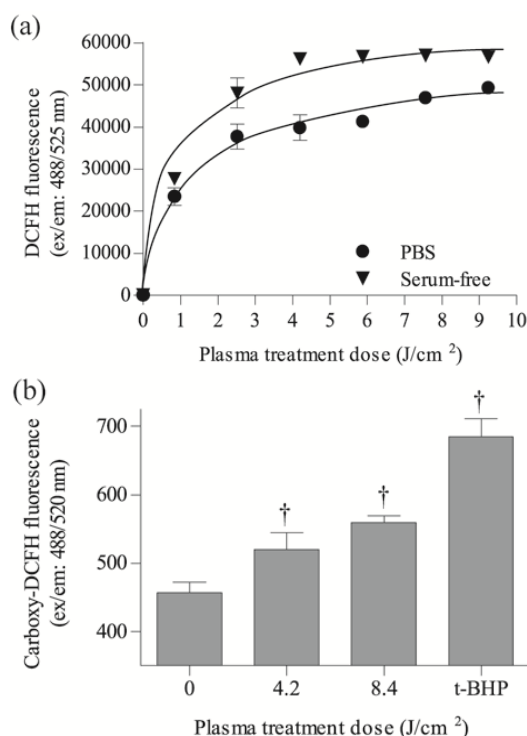 (a)
DCFH fluorescence
(ex/em: 488/525 nm)
60000
50000
40000
30000
20000
10000
0
PBS
Serum-free
0 1 2 3 4 5 6 7 8 9 10
Plasma treatment dose (J/cm 2)
(b)
Carboxy-DCFH fluorescence
(ex/em: 488/520 nm)
700
600
500
400
†
†
†
0 4.2 8.4 t-BHP
Plasma treatment dose (J/cm 2)